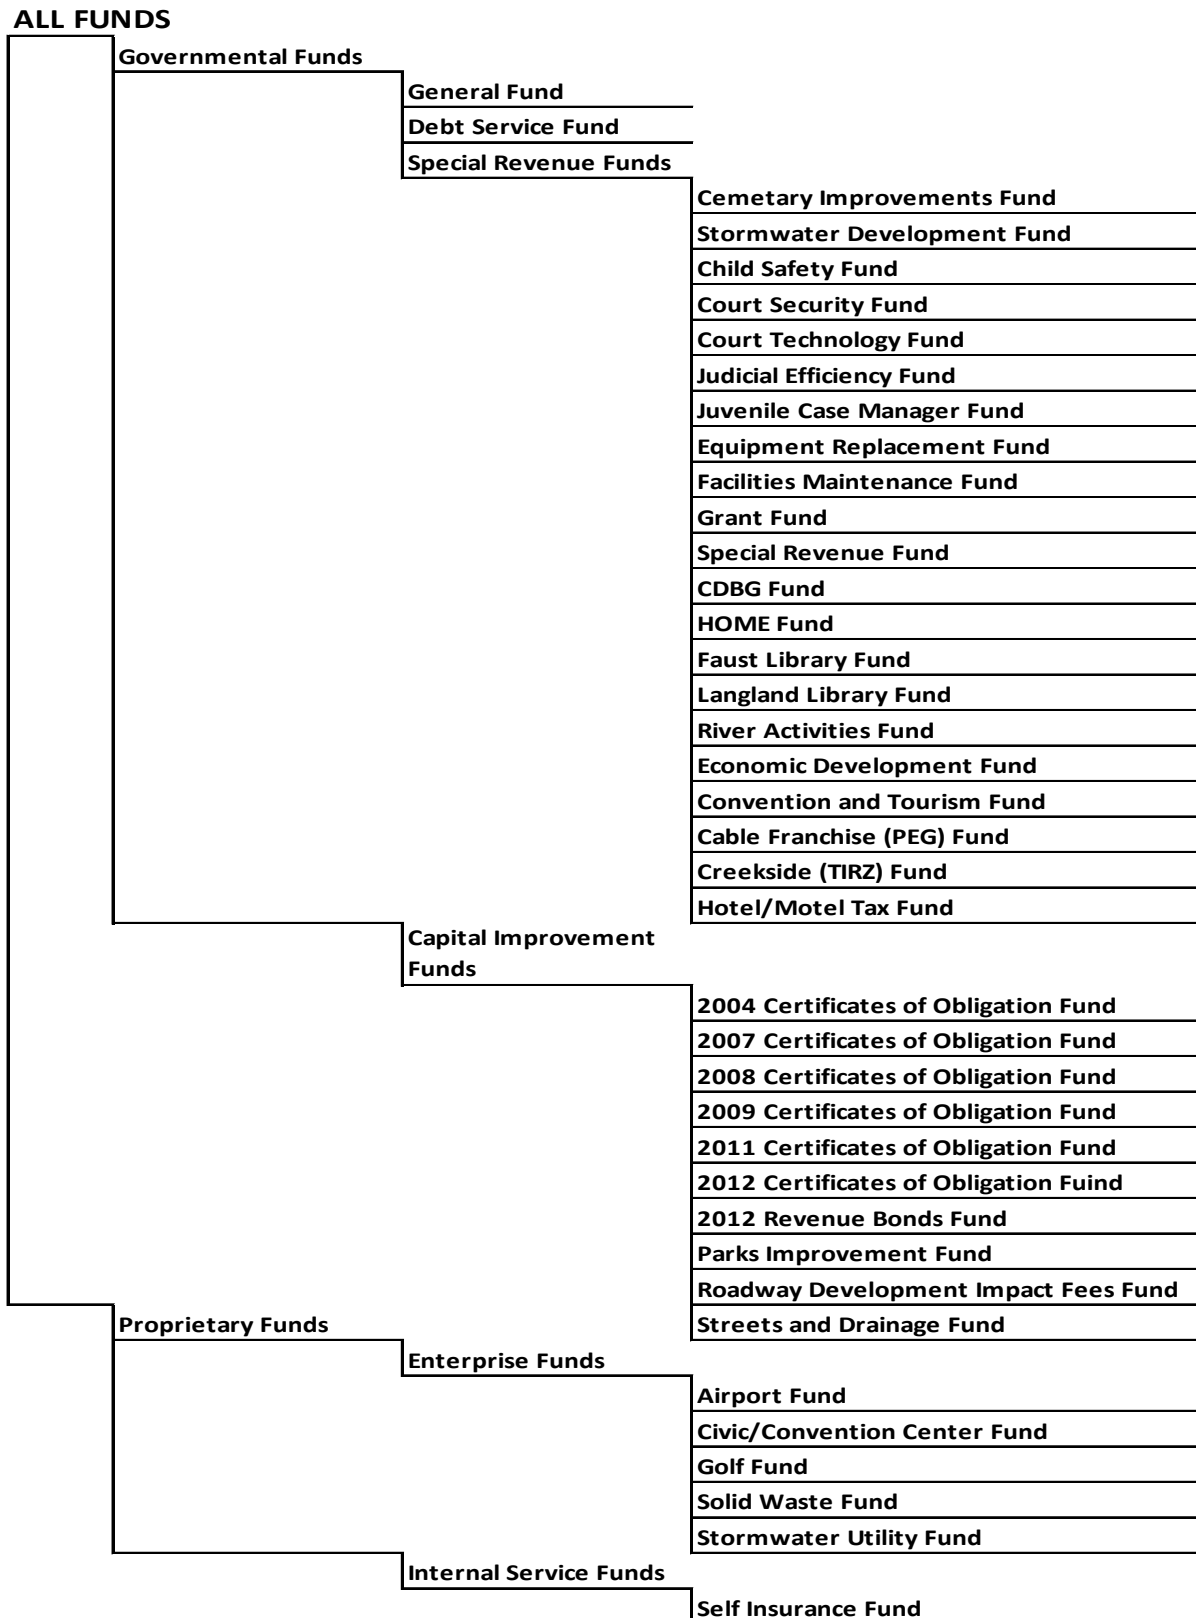 ALL FUNDS
Governmental Funds
General Fund
Debt Service Fund
Special Revenue Funds
Cemetary Improvements Fund
Stormwater Development Fund
Child Safety Fund
Court Security Fund
Court Technology Fund
Judicial Efficiency Fund
Juvenile Case Manager Fund
Equipment Replacement Fund
Facilities Maintenance Fund
Grant Fund
Special Revenue Fund
CDBG Fund
HOME Fund
Faust Library Fund
Langland Library Fund
River Activities Fund
Economic Development Fund
Convention and Tourism Fund
Cable Franchise (PEG) Fund
Creekside (TIRZ) Fund
Hotel/Motel Tax Fund
Capital Improvement
Funds
2004 Certificates of Obligation Fund
2007 Certificates of Obligation Fund
2008 Certificates of Obligation Fund
2009 Certificates of Obligation Fund
2011 Certificates of Obligation Fund
2012 Certificates of Obligation Fuind
2012 Revenue Bonds Fund
Parks Improvement Fund
Roadway Development Impact Fees Fund
Proprietary Funds
Streets and Drainage Fund
Enterprise Funds
Airport Fund
Civic/Convention Center Fund
Golf Fund
Solid Waste Fund
Stormwater Utility Fund
Internal Service Funds
Self Insurance Fund